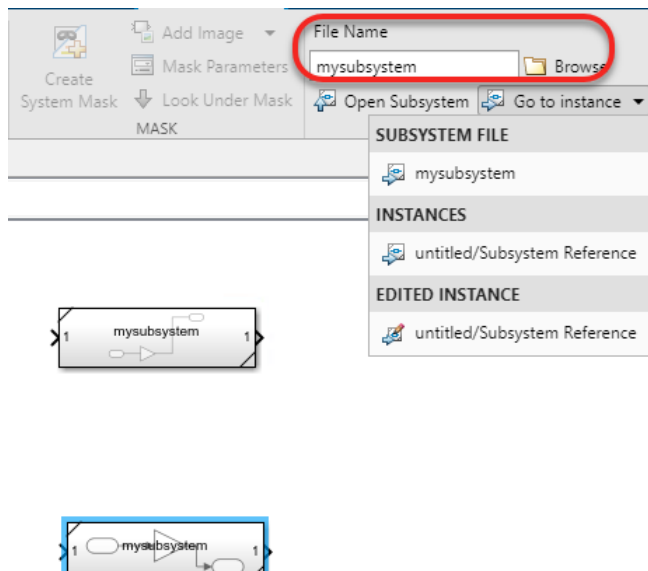 Add Image
File Name
Mask Parameters
mysubsystem
Browse
Create
System Mask
Look Under Mask
Open Subsystem
Go to instance
MASK
SUBSYSTEM FILE
mysubsystem
INSTANCES
untitled/Subsystem Reference
EDITED INSTANCE
untitled/Subsystem Reference
1 mysubsystem 1
1 mysubsystem 1